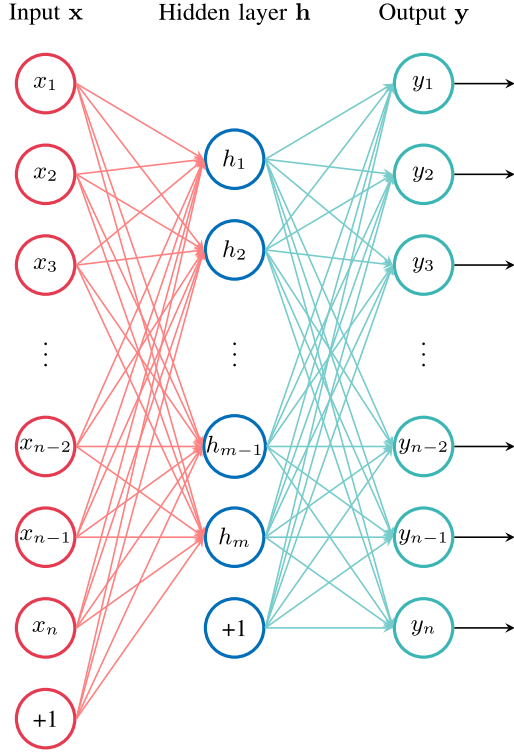 Input x Hidden layer h Output y
x₁ y₁
h₁
x₂ y₂
h₂
x₃ y₃
⋮ ⋮ ⋮
xₙ₋₂ hₘ₋₁ yₙ₋₂
xₙ₋₁ hₘ yₙ₋₁
xₙ +1 yₙ
+1